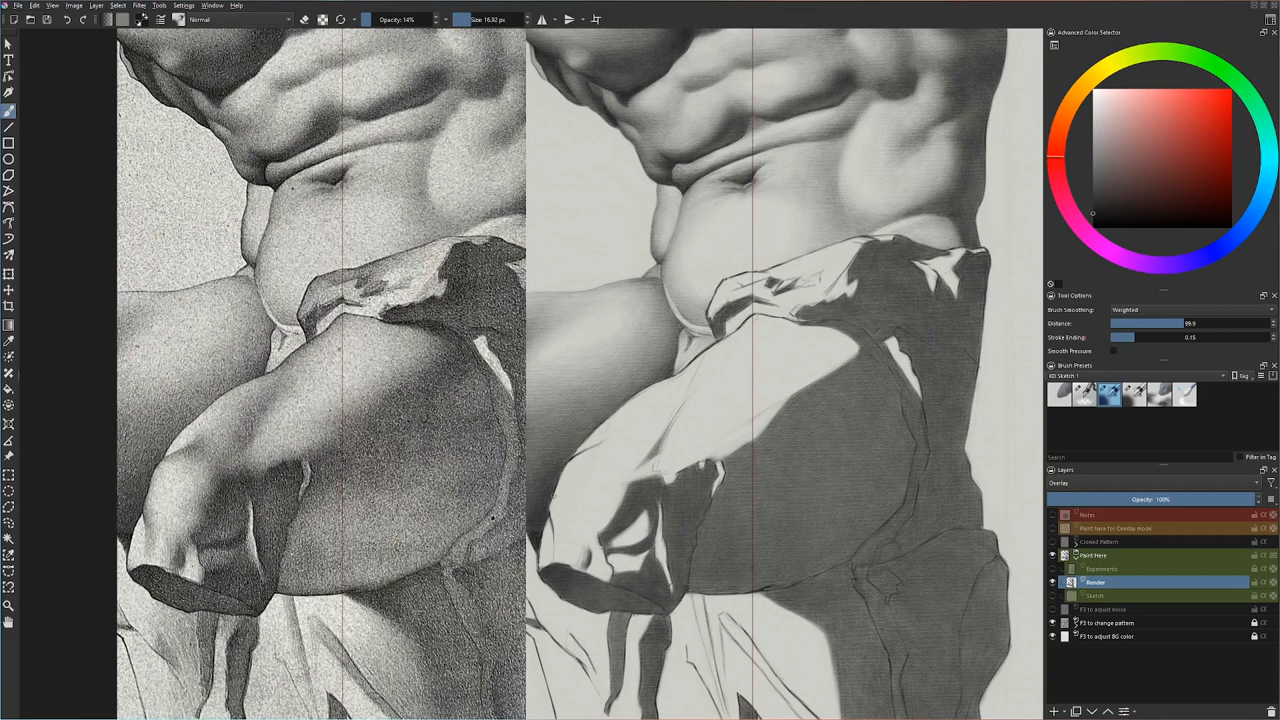 File Edit View Image Layer Select Filter Tools Settings Window Help
Normal Opacity: 14% Size: 16.92 px
Advanced Color Selector
Tool Options
Brush Smoothing: Weighted
Distance: 99.9
Stroke Ending: 0.15
Smooth Pressure:
Brush Presets
Sketch 1 Tag
Search Filter in Tag
Layers
Overlay
Opacity: 100%
Notes
Paint here for Overlay mode
Cloned Pattern
Paint Here
Experiments
Render
Sketch
F3 to adjust noise
F3 to change pattern
F3 to adjust BG color